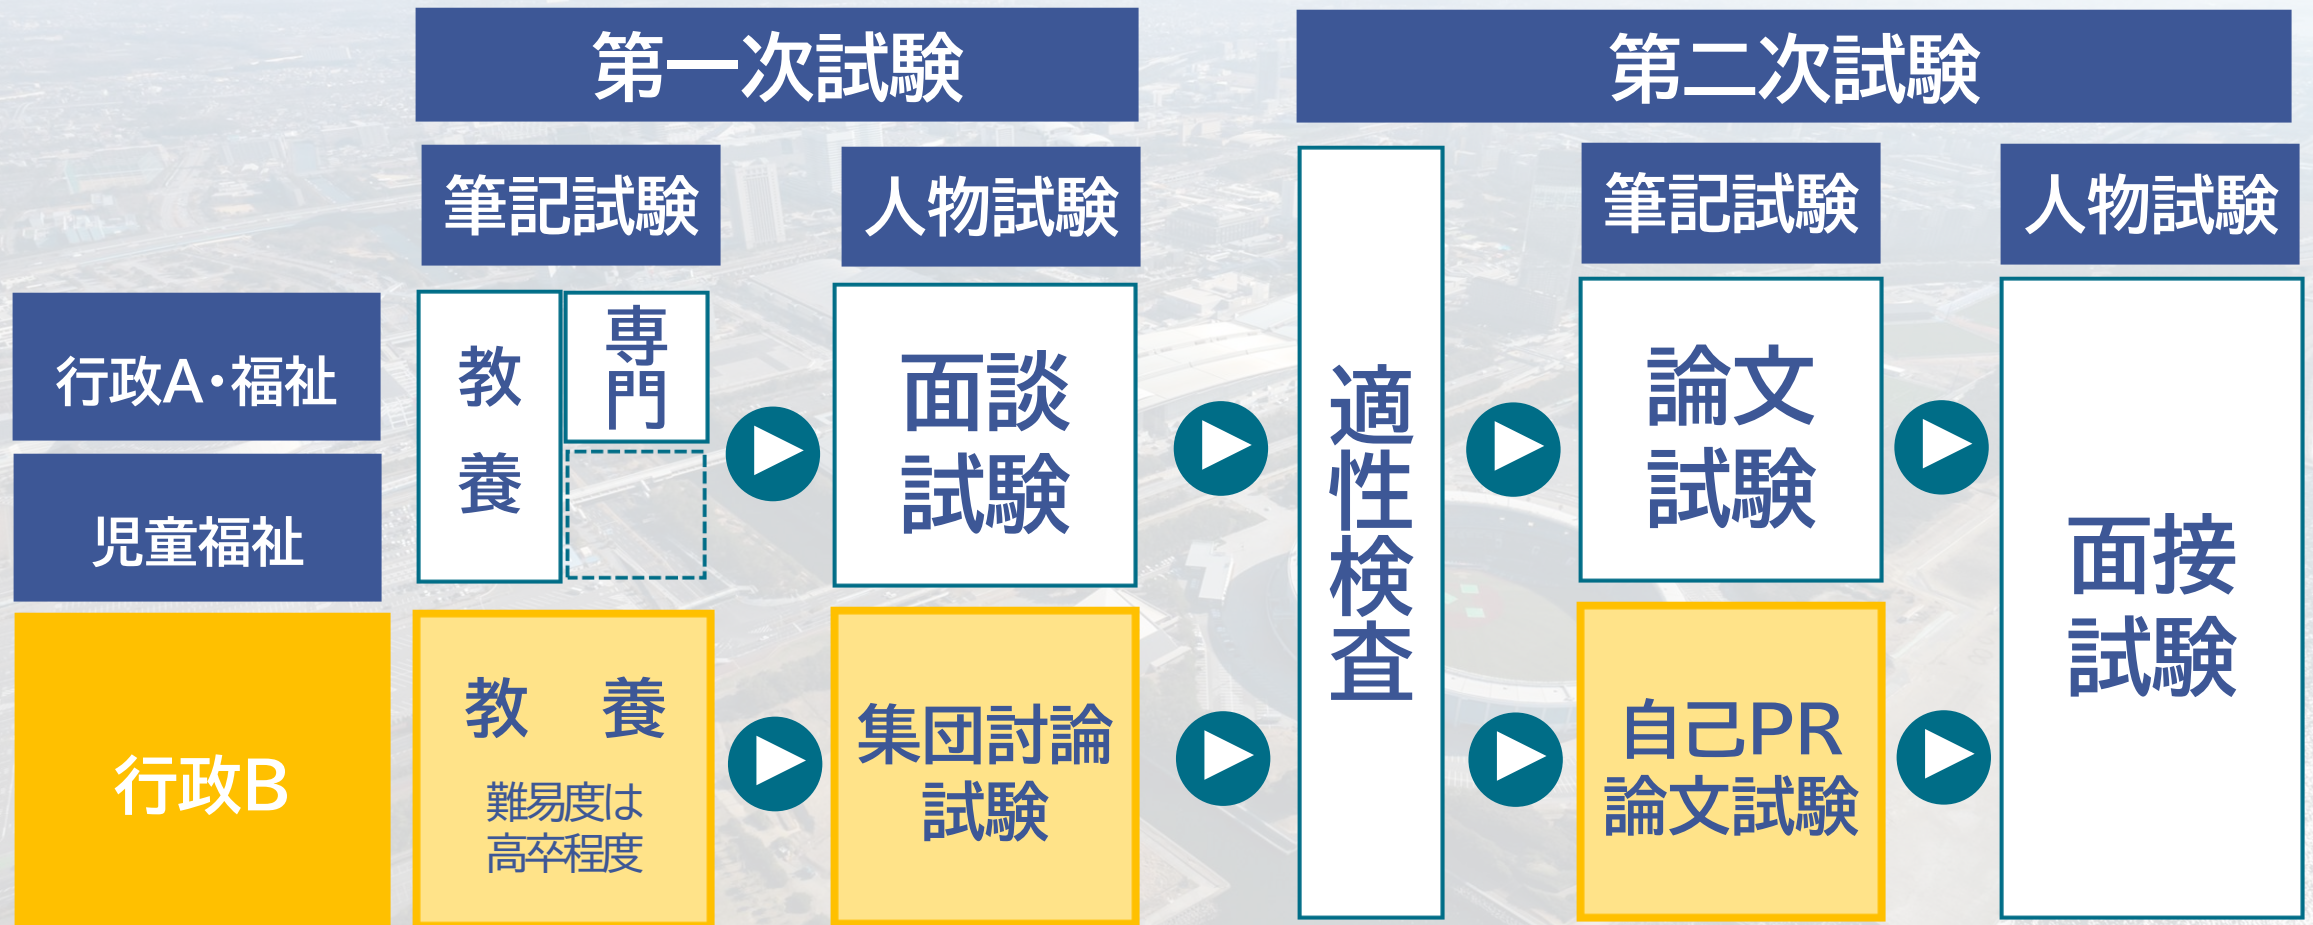 第一次試験
第二次試験
筆記試験
人物試験
筆記試験
人物試験
行政A・福祉
児童福祉
教
養
専
門
面談
試験
適
性
検
査
論文
試験
面接
試験
行政B
教 養
難易度は
高卒程度
集団討論
試験
自己PR
論文試験